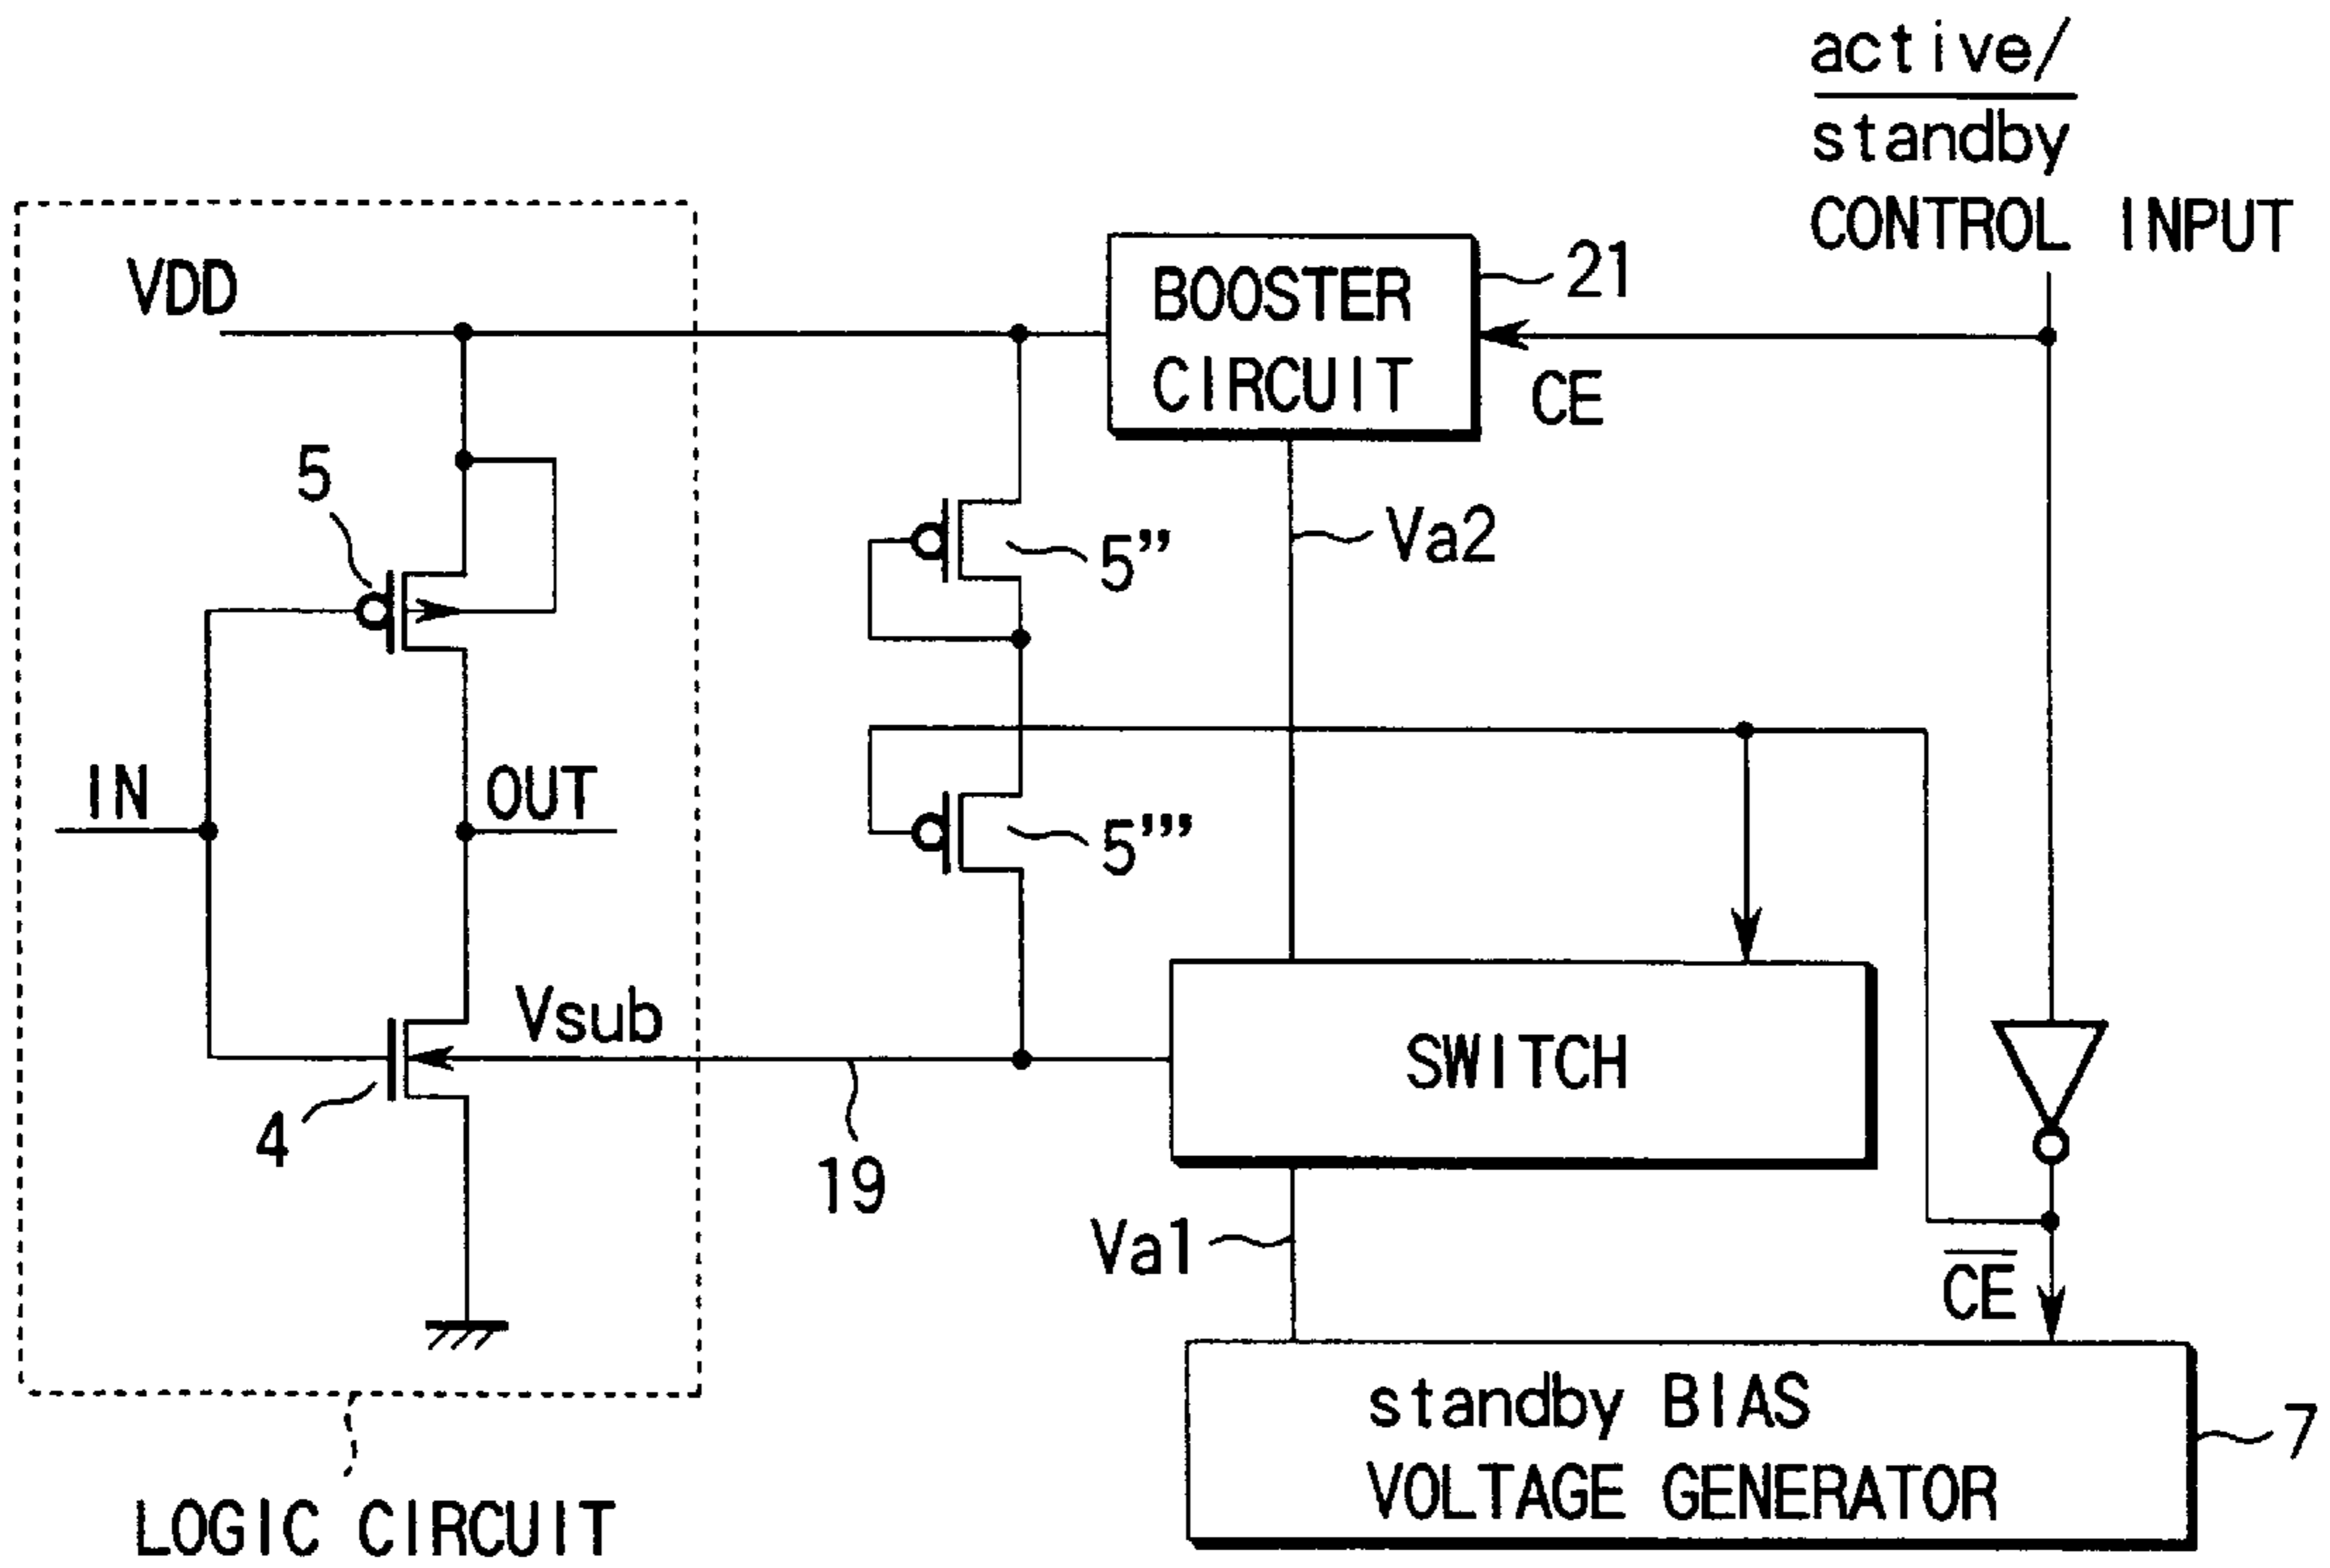 active/
standby
CONTROL INPUT
VDD
BOOSTER
CIRCUIT
21
CE
5
5”
Va2
IN
OUT
5”’
Vsub
SWITCH
4
19
Va1
CE
standby BIAS
VOLTAGE GENERATOR
7
LOGIC CIRCUIT